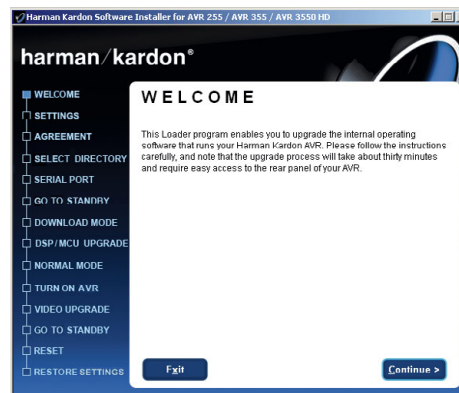 Harman Kardon Software Installer for AVR 255 / AVR 355 / AVR 3550 HD
harman/kardon®
WELCOME
SETTINGS
AGREEMENT
SELECT DIRECTORY
SERIAL PORT
GO TO STANDBY
DOWNLOAD MODE
DSP/MCU UPGRADE
NORMAL MODE
TURN ON AVR
VIDEO UPGRADE
GO TO STANDBY
RESET
RESTORE SETTINGS
WELCOME
This Loader program enables you to upgrade the internal operating
software that runs your Harman Kardon AVR. Please follow the instructions
carefully, and note that the upgrade process will take about thirty minutes
and require easy access to the rear panel of your AVR.
Exit
Continue >